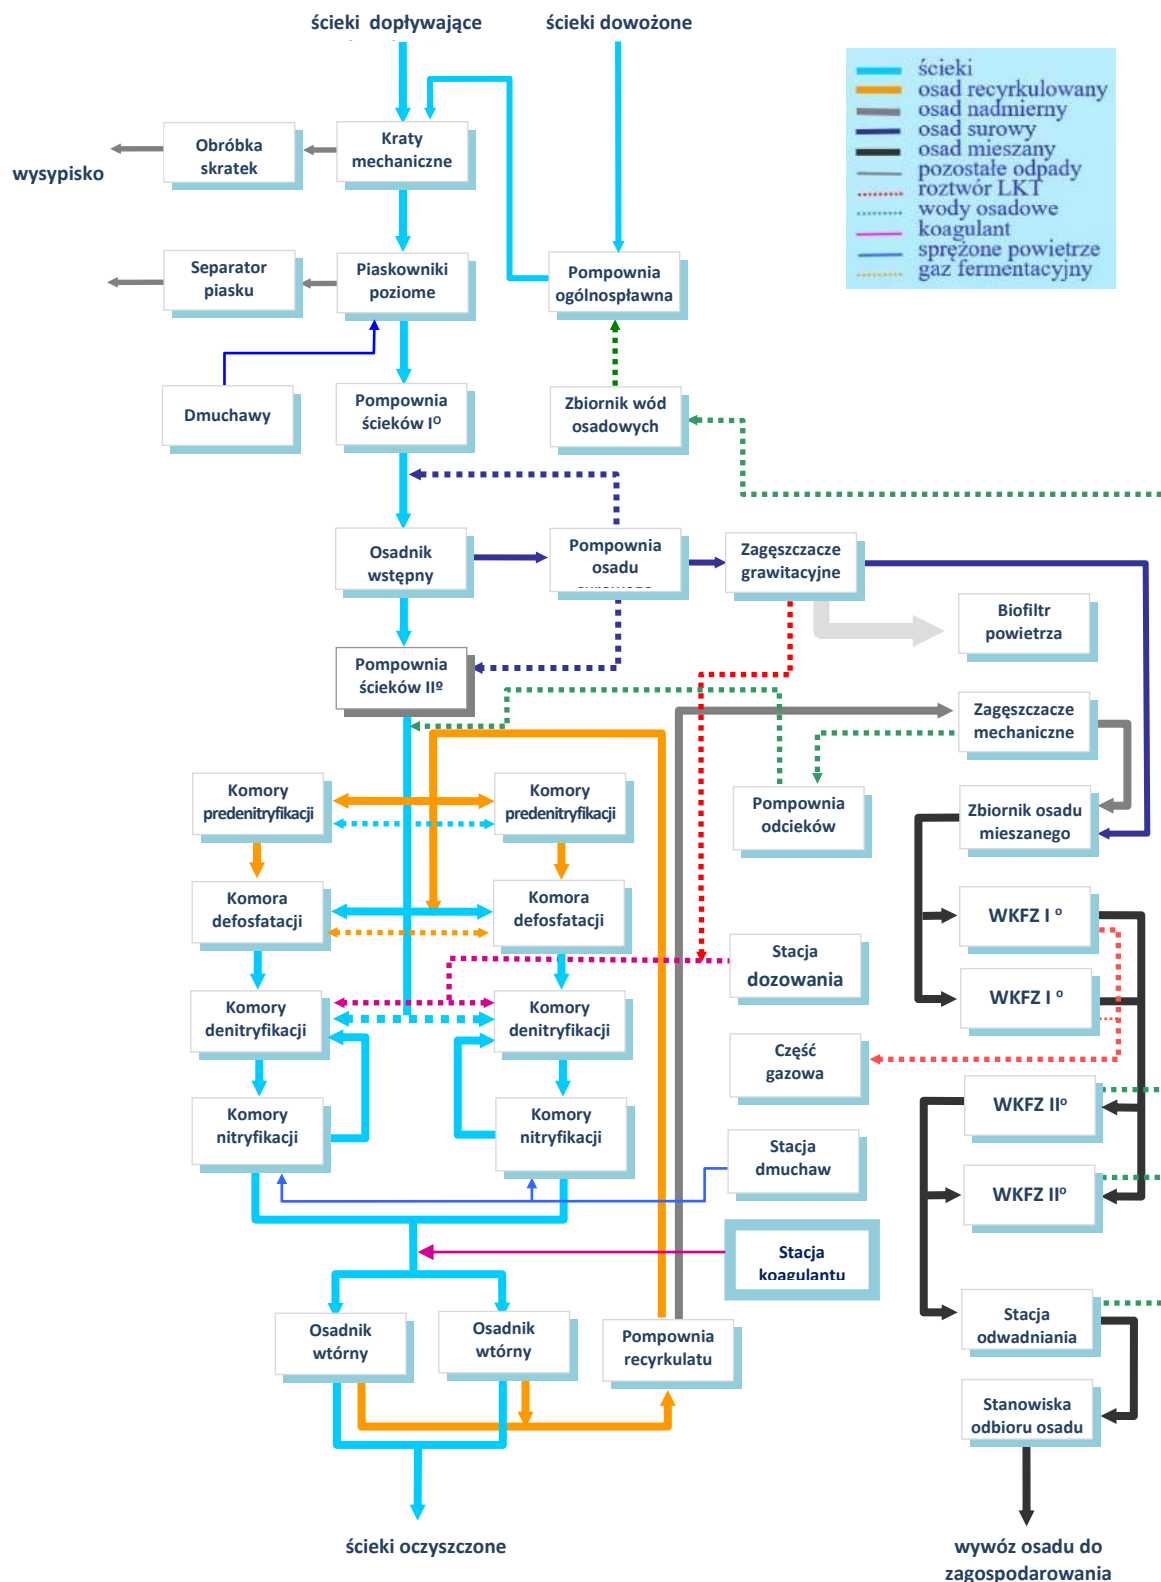 ścieki dopływające
ścieki dowożone
ścieki
osad recyrkulowany
osad nadmierny
osad surowy
osad mieszany
pozostałe odpady
roztwór LKT
wody osadowe
koagulant
sprężone powietrze
gaz fermentacyjny
wysypisko
Obróbka
skratek
Kraty
mechaniczne
Separator
piasku
Piaskowniki
poziome
Pompownia
ogólnospławna
Dmuchawy
Pompownia
ścieków I⁰
Zbiornik wód
osadowych
Osadnik
wstępny
Pompownia
osadu
Zagęszczacze
grawitacyjne
Biofiltr
powietrza
Pompownia
ścieków IIº
Zagęszczacze
mechaniczne
Komory
predenitryfikacji
Komory
predenitryfikacji
Pompownia
odcieków
Zbiornik osadu
mieszanego
Komora
defosfatacji
Komora
defosfatacji
WKFZ I º
Stacja
dozowania
WKFZ I º
Komory
denitryfikacji
Komory
denitryfikacji
Część
gazowa
Komory
nitryfikacji
Komory
nitryfikacji
WKFZ IIº
Stacja
dmuchaw
WKFZ IIº
Stacja
koagulantu
Osadnik
wtórny
Osadnik
wtórny
Pompownia
recyrkulatu
Stacja
odwadniania
Stanowiska
odbioru osadu
ścieki oczyszczone
wywóz osadu do
zagospodarowania